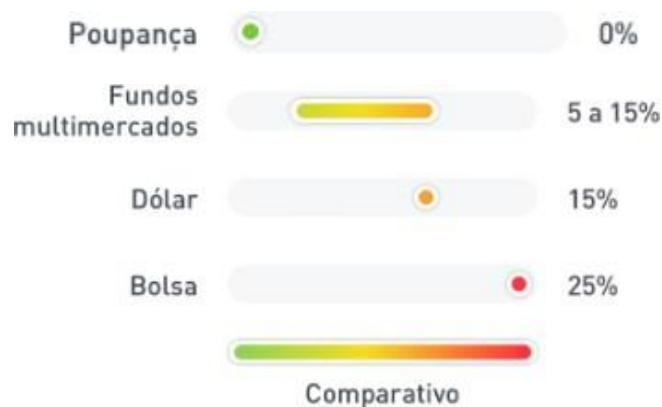 Poupança 0%
Fundos
multimercados 5 a 15%
Dólar 15%
Bolsa 25%
Comparativo